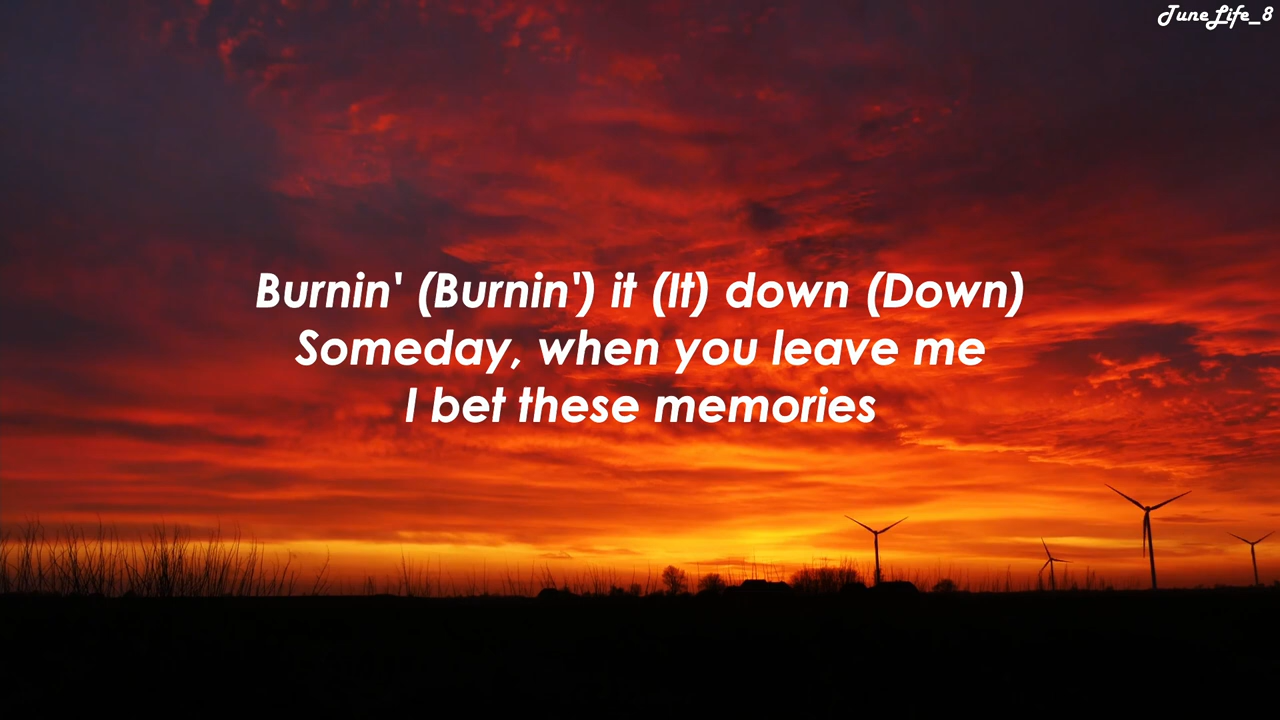 JuneLife_8
Burnin' (Burnin') it (It) down (Down)
Someday, when you leave me
I bet these memories